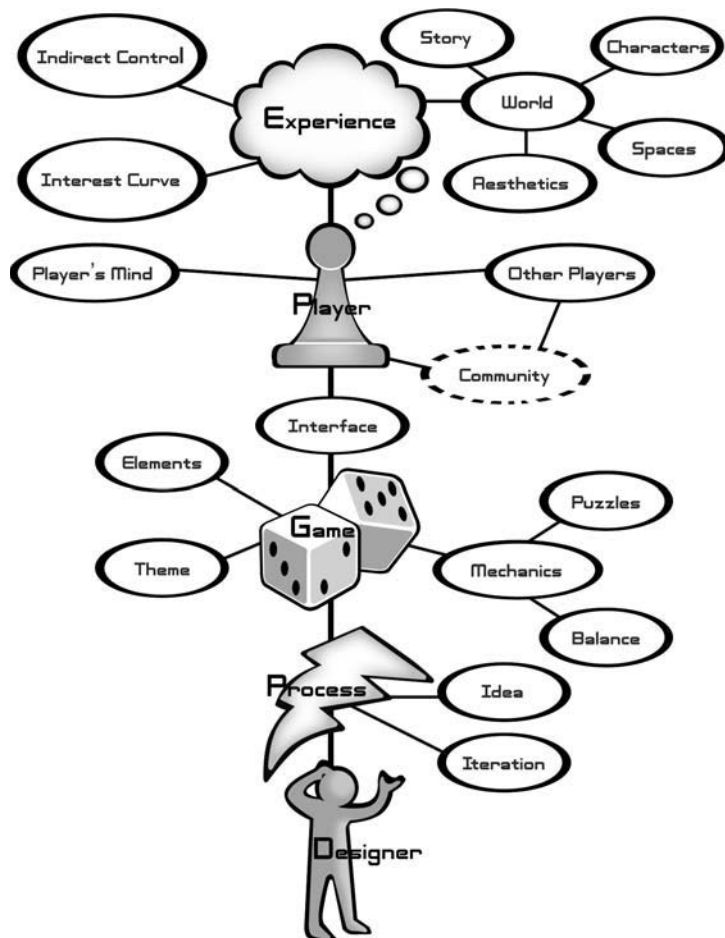 Story
Indirect Control
Characters
Experience
World
Spaces
Interest Curve
Aesthetics
Player's Mind
Other Players
Player
Community
Interface
Elements
Puzzles
Game
Theme
Mechanics
Balance
Process
Idea
Iteration
Designer